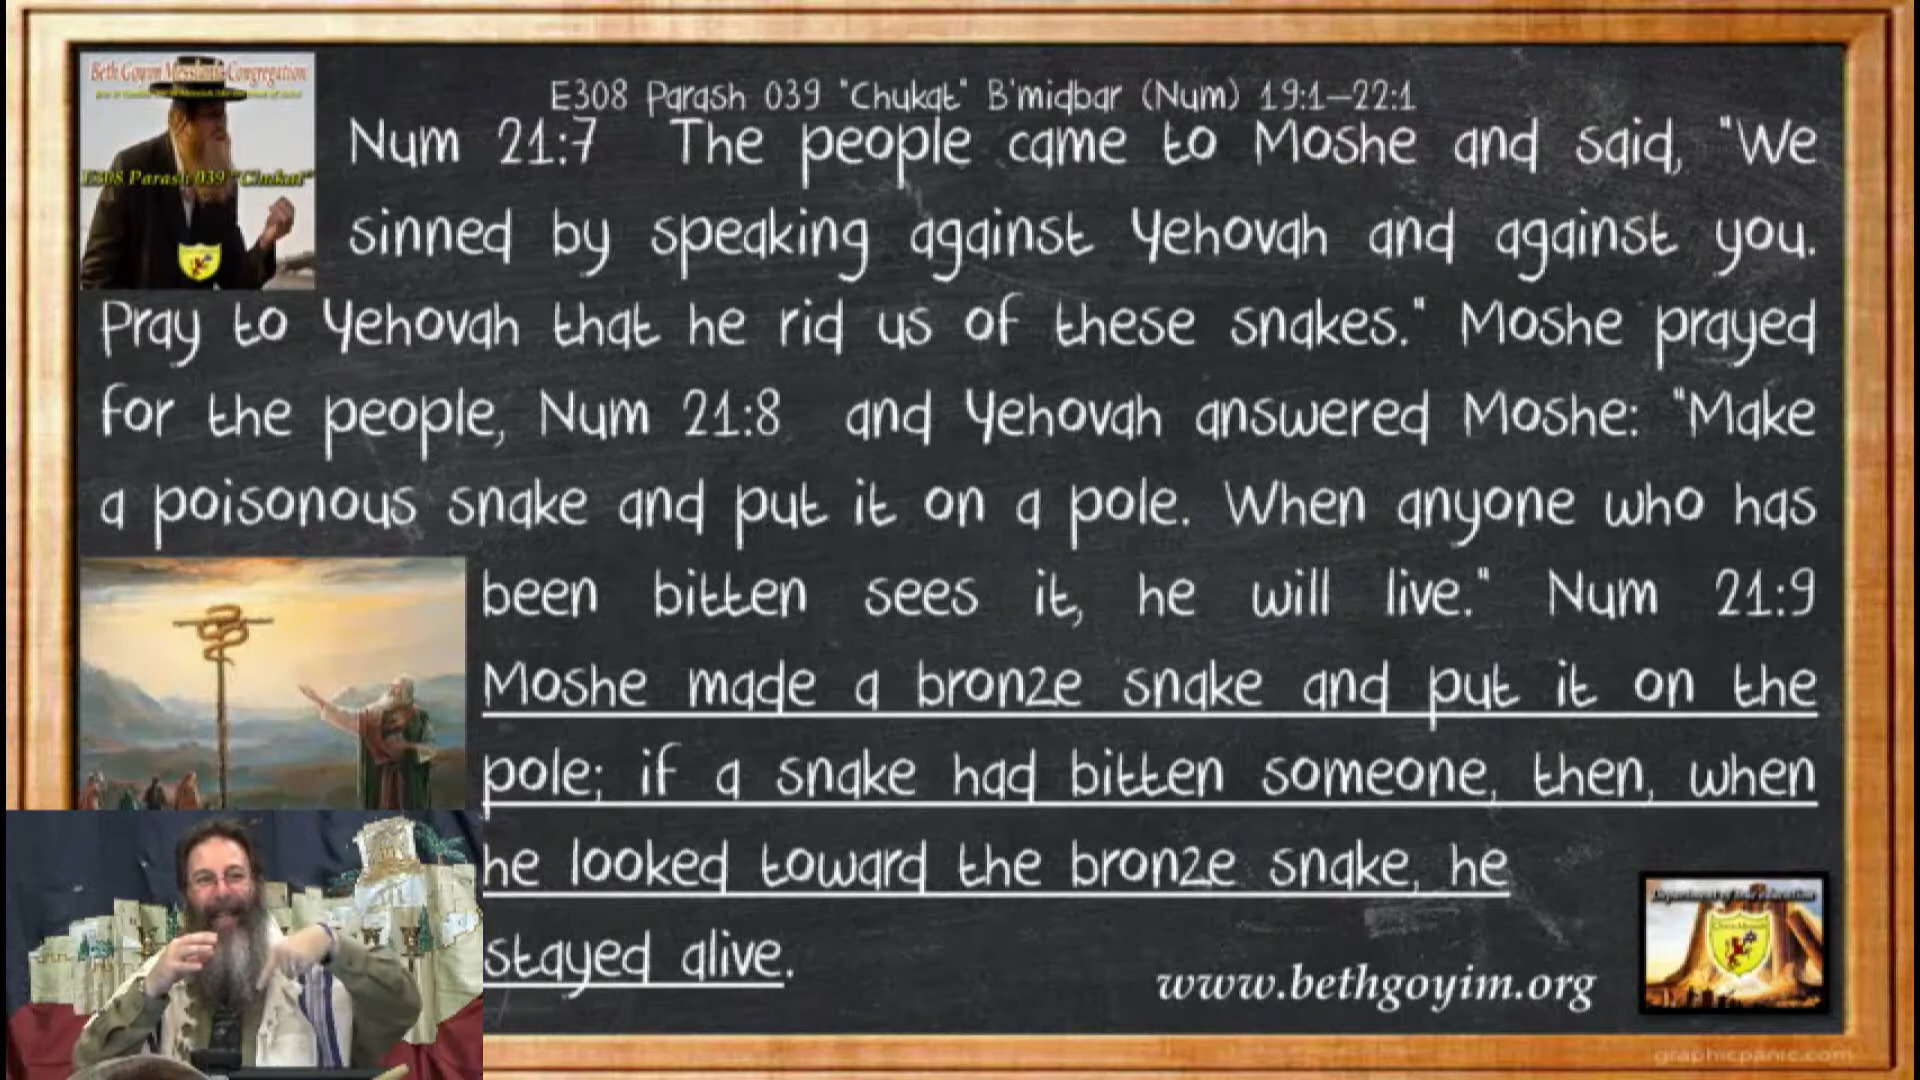 Beth Goyim Messianic Congregation
E308 Parash 039 "Chukat"
E308 Parash 039 "Chukat" B'midbar (Num) 19:1–22:1
Num 21:7 The people came to Moshe and said, "We
sinned by speaking against Yehovah and against you.
Pray to Yehovah that he rid us of these snakes." Moshe prayed
for the people, Num 21:8 and Yehovah answered Moshe: "Make
a poisonous snake and put it on a pole. When anyone who has
been bitten sees it, he will live." Num 21:9
Moshe made a bronze snake and put it on the
pole; if a snake had bitten someone, then, when
he looked toward the bronze snake, he
stayed alive.
www.bethgoyim.org
graphicpanic.com